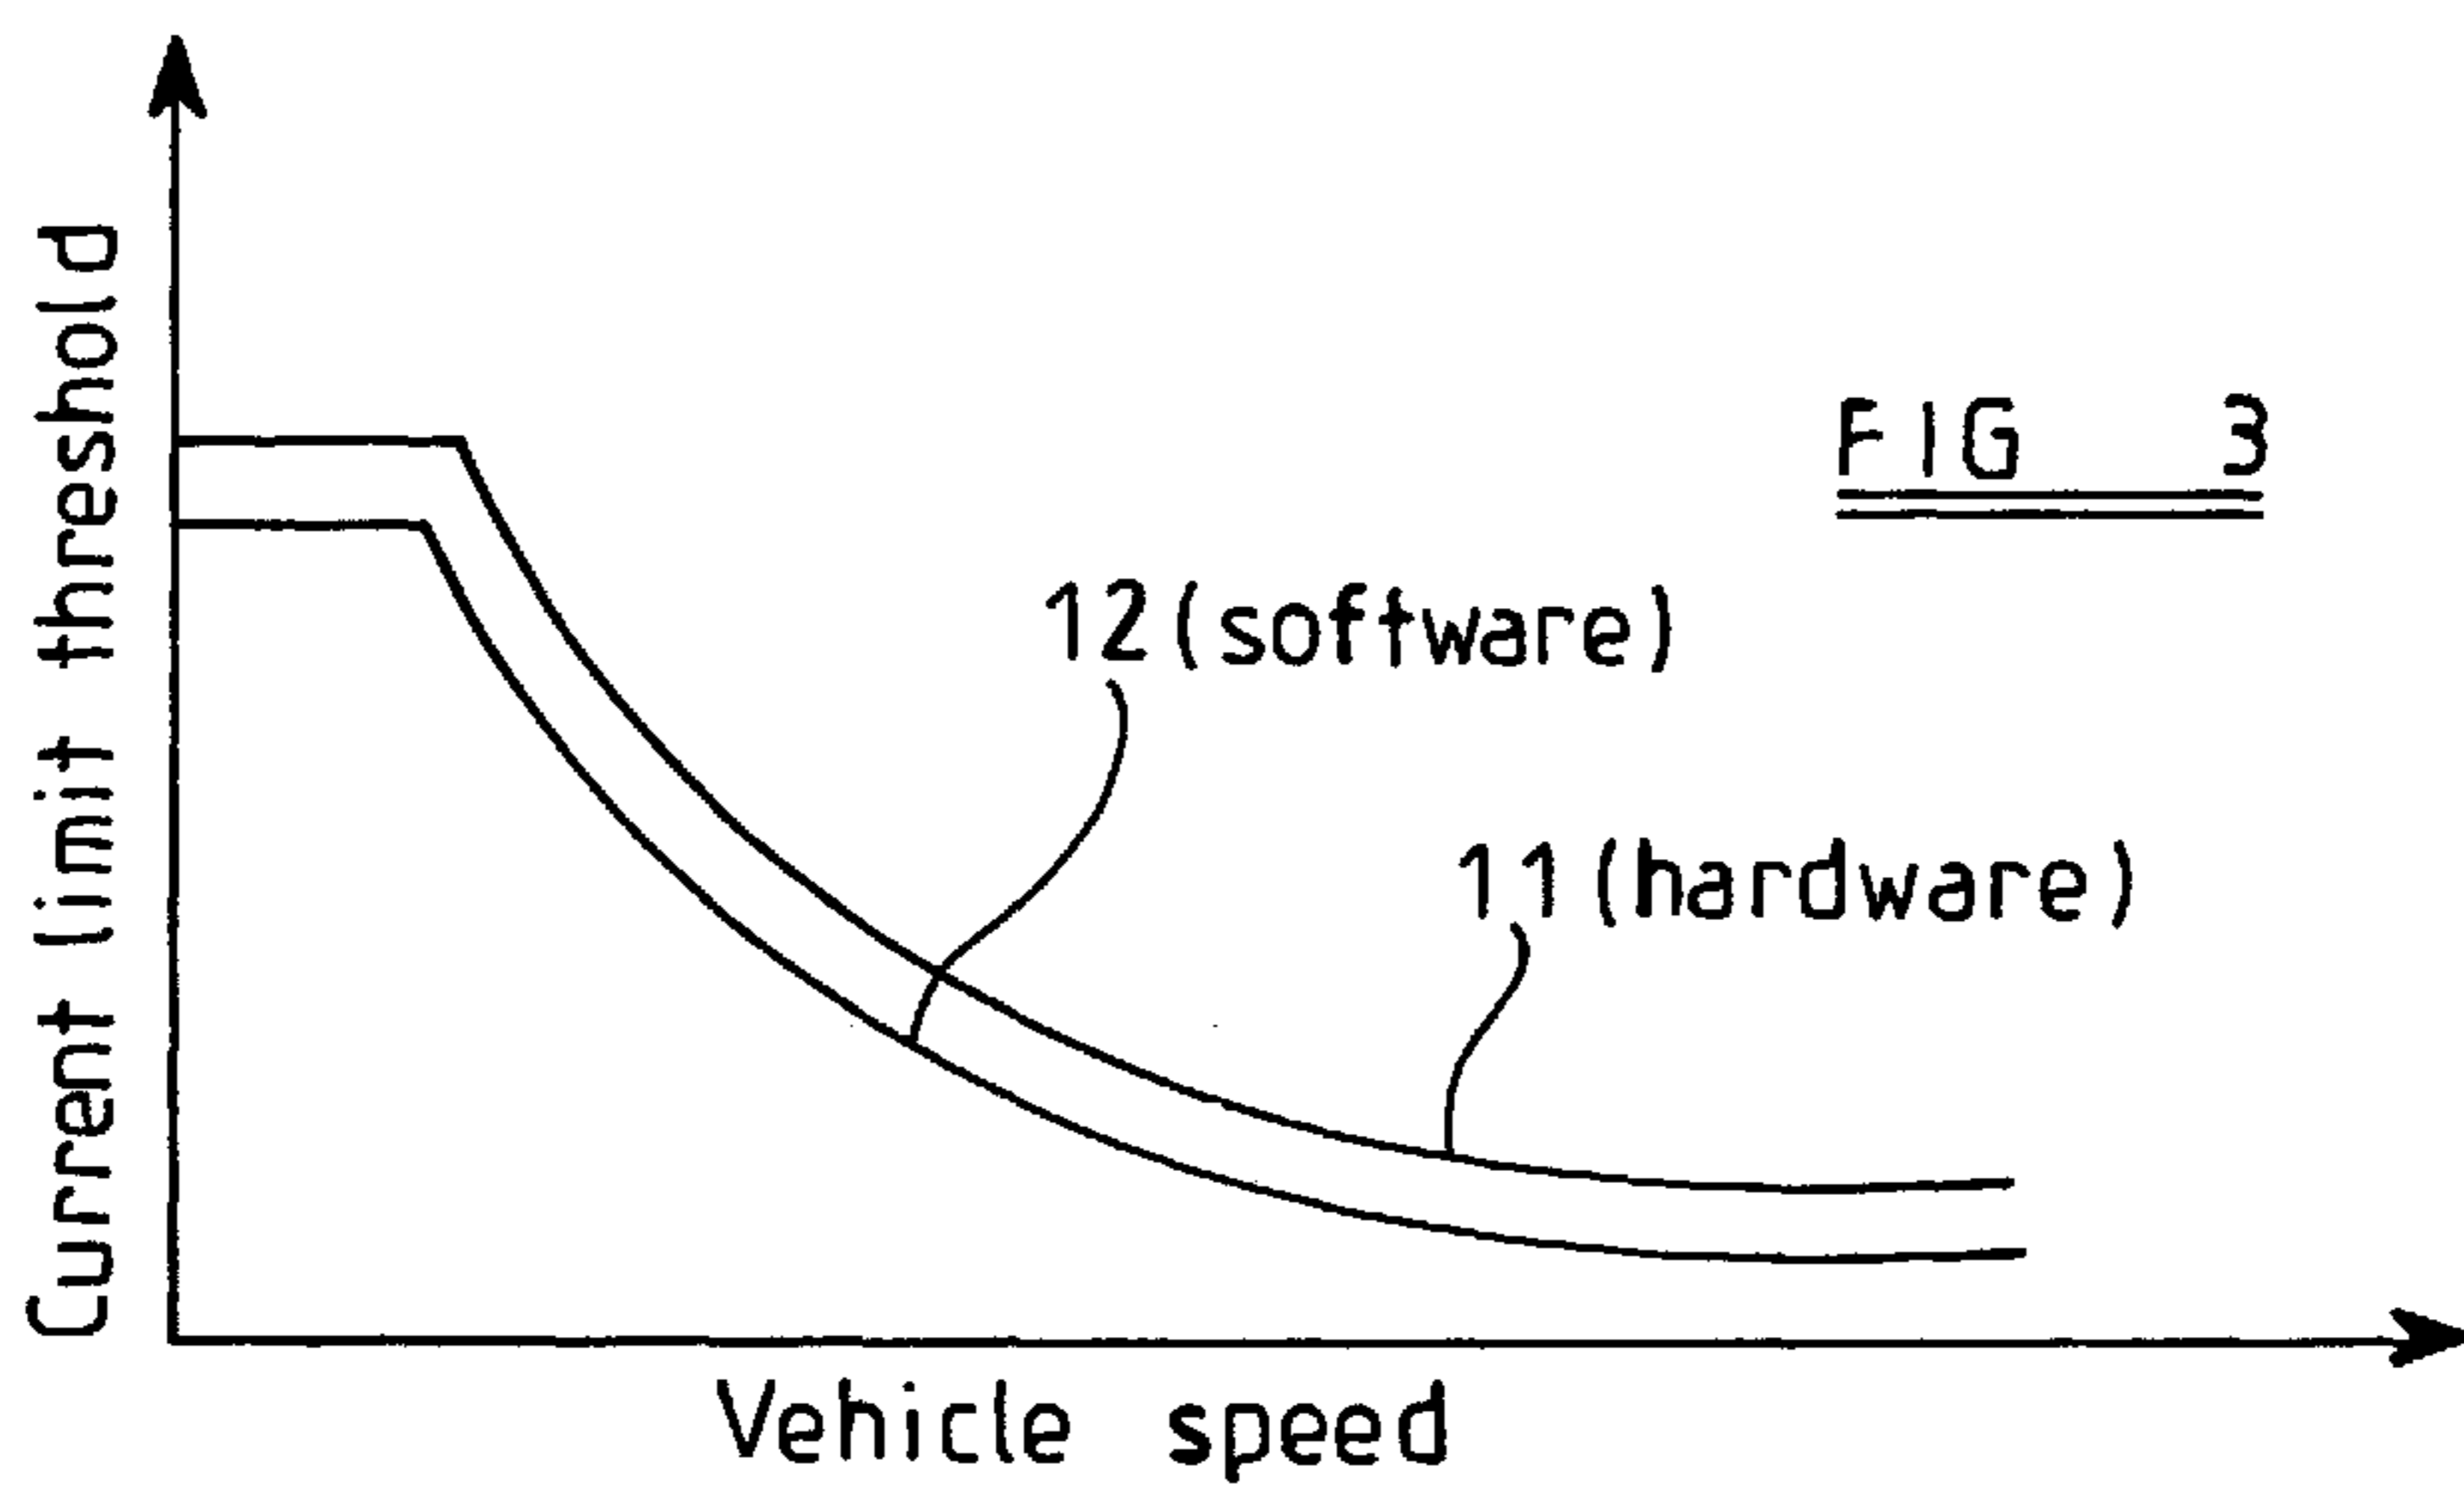 Current limit threshold
FIG 3
12(software)
11(hardware)
Vehicle speed